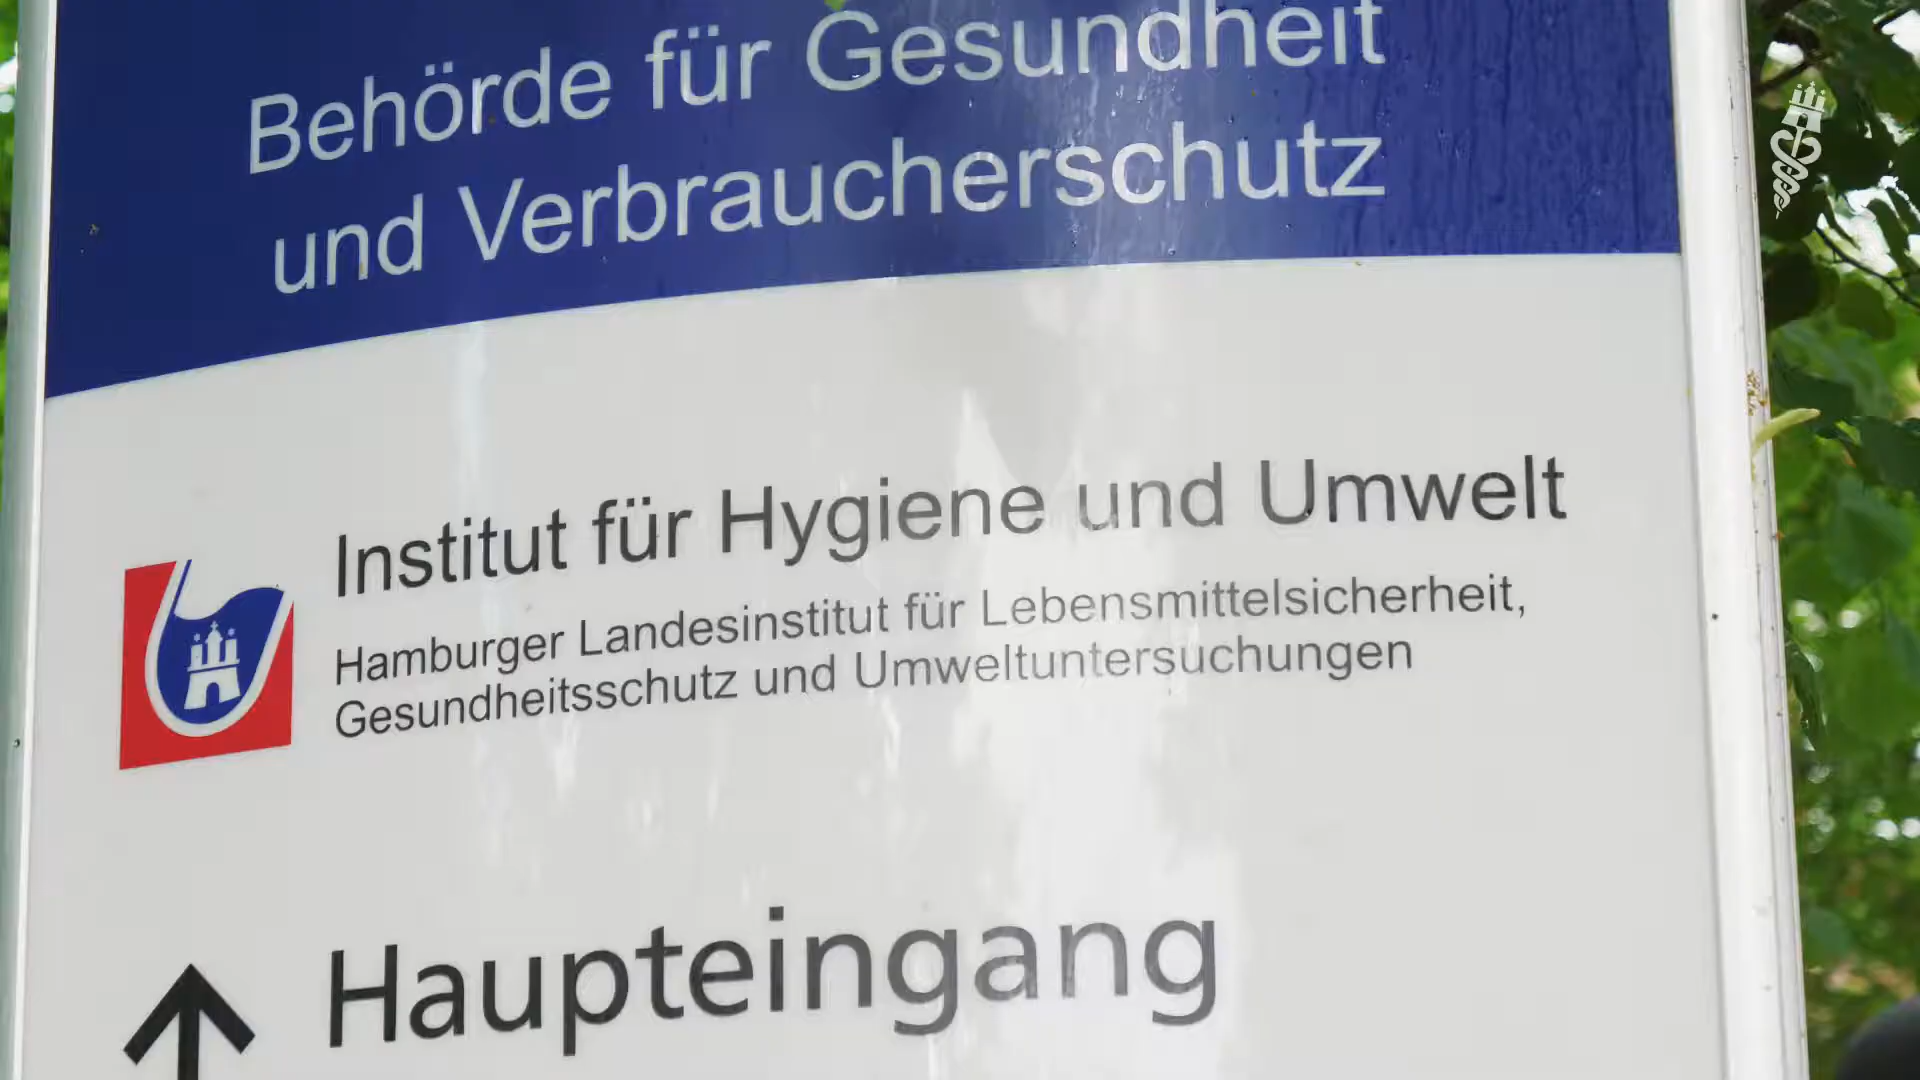 Behörde für Gesundheit
und Verbraucherschutz
Institut für Hygiene und Umwelt
Hamburger Landesinstitut für Lebensmittelsicherheit,
Gesundheitsschutz und Umweltuntersuchungen
Haupteingang